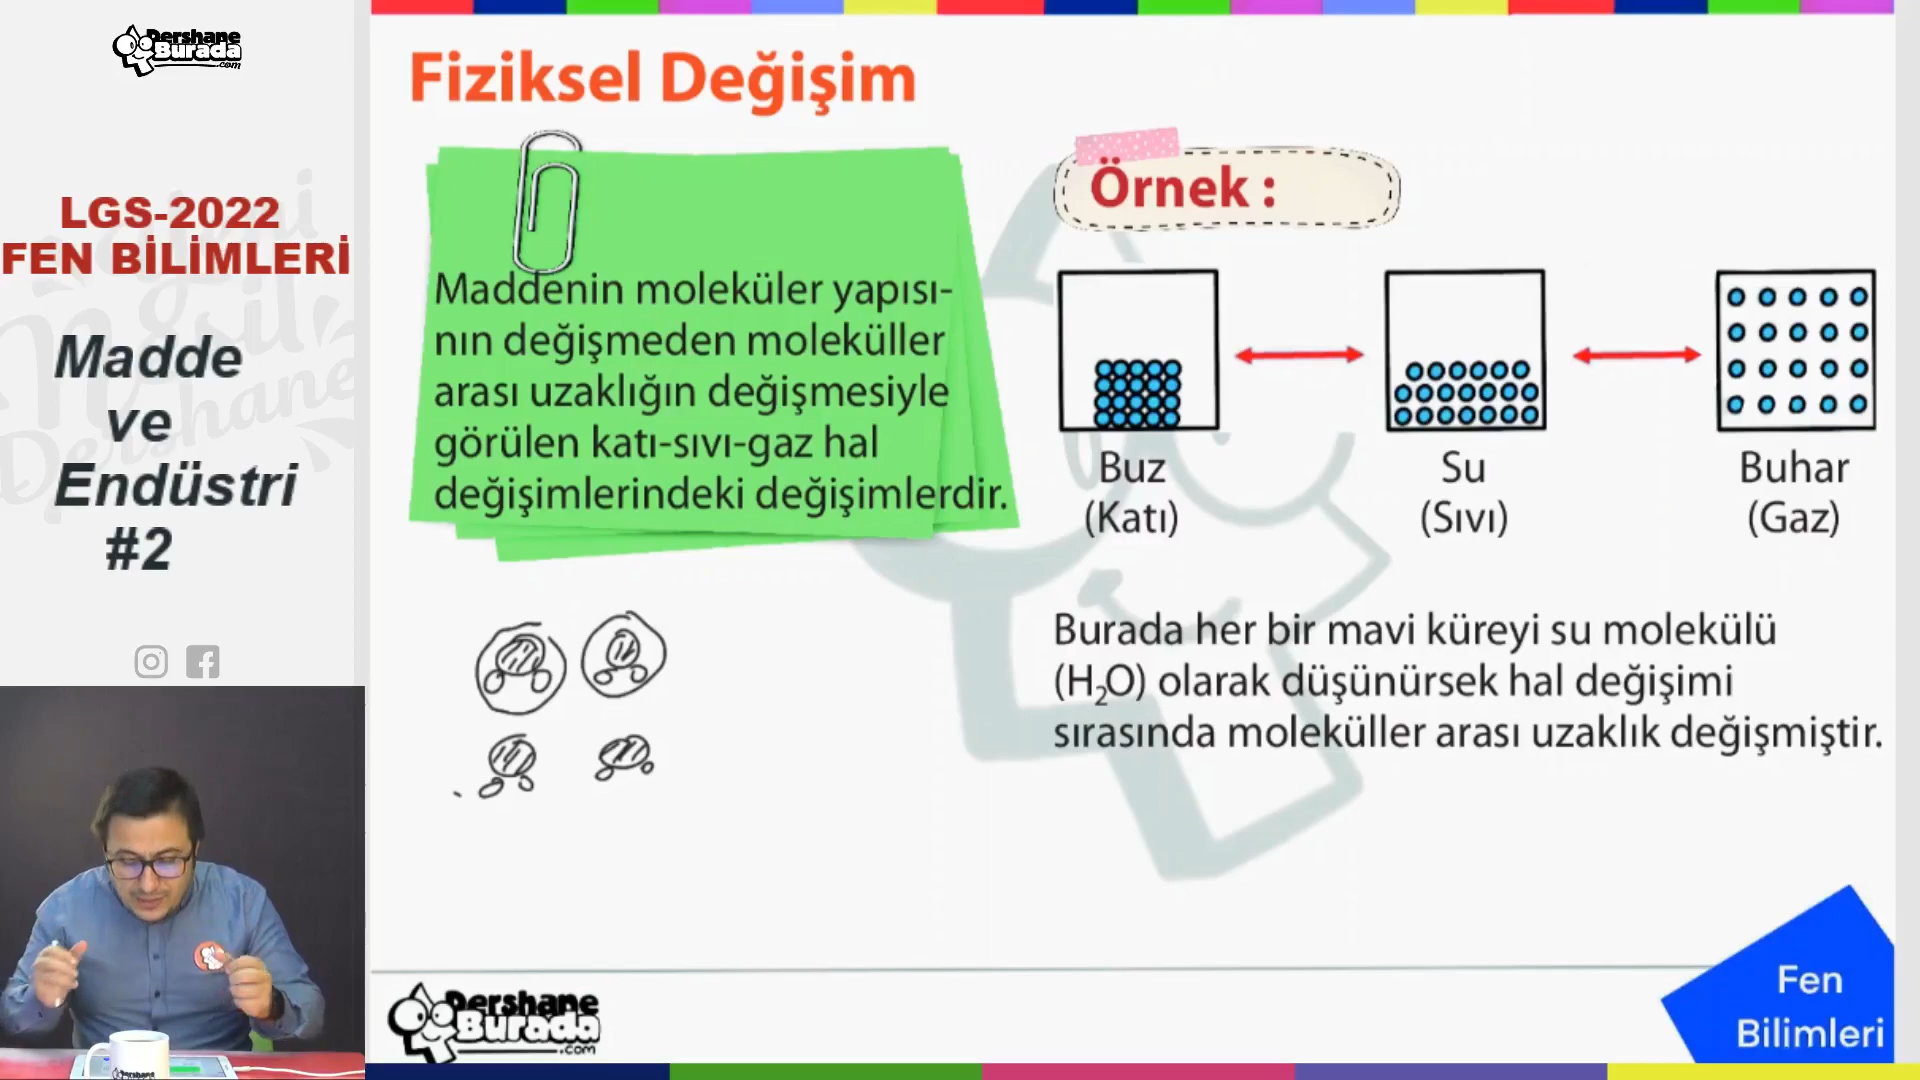 Dershane
Burada
.com
LGS-2022
FEN BİLİMLERİ
Madde
ve
Endüstri
#2
Fiziksel Değişim
Maddenin moleküler yapısı-
nın değişmeden moleküller
arası uzaklığın değişmesiyle
görülen katı-sıvı-gaz hal
değişimlerindeki değişimlerdir.
Örnek :
Buz
(Katı)
Su
(Sıvı)
Buhar
(Gaz)
Burada her bir mavi küreyi su molekülü
(H₂O) olarak düşünürsek hal değişimi
sırasında moleküller arası uzaklık değişmiştir.
Dershane
Burada
.com
Fen
Bilimleri